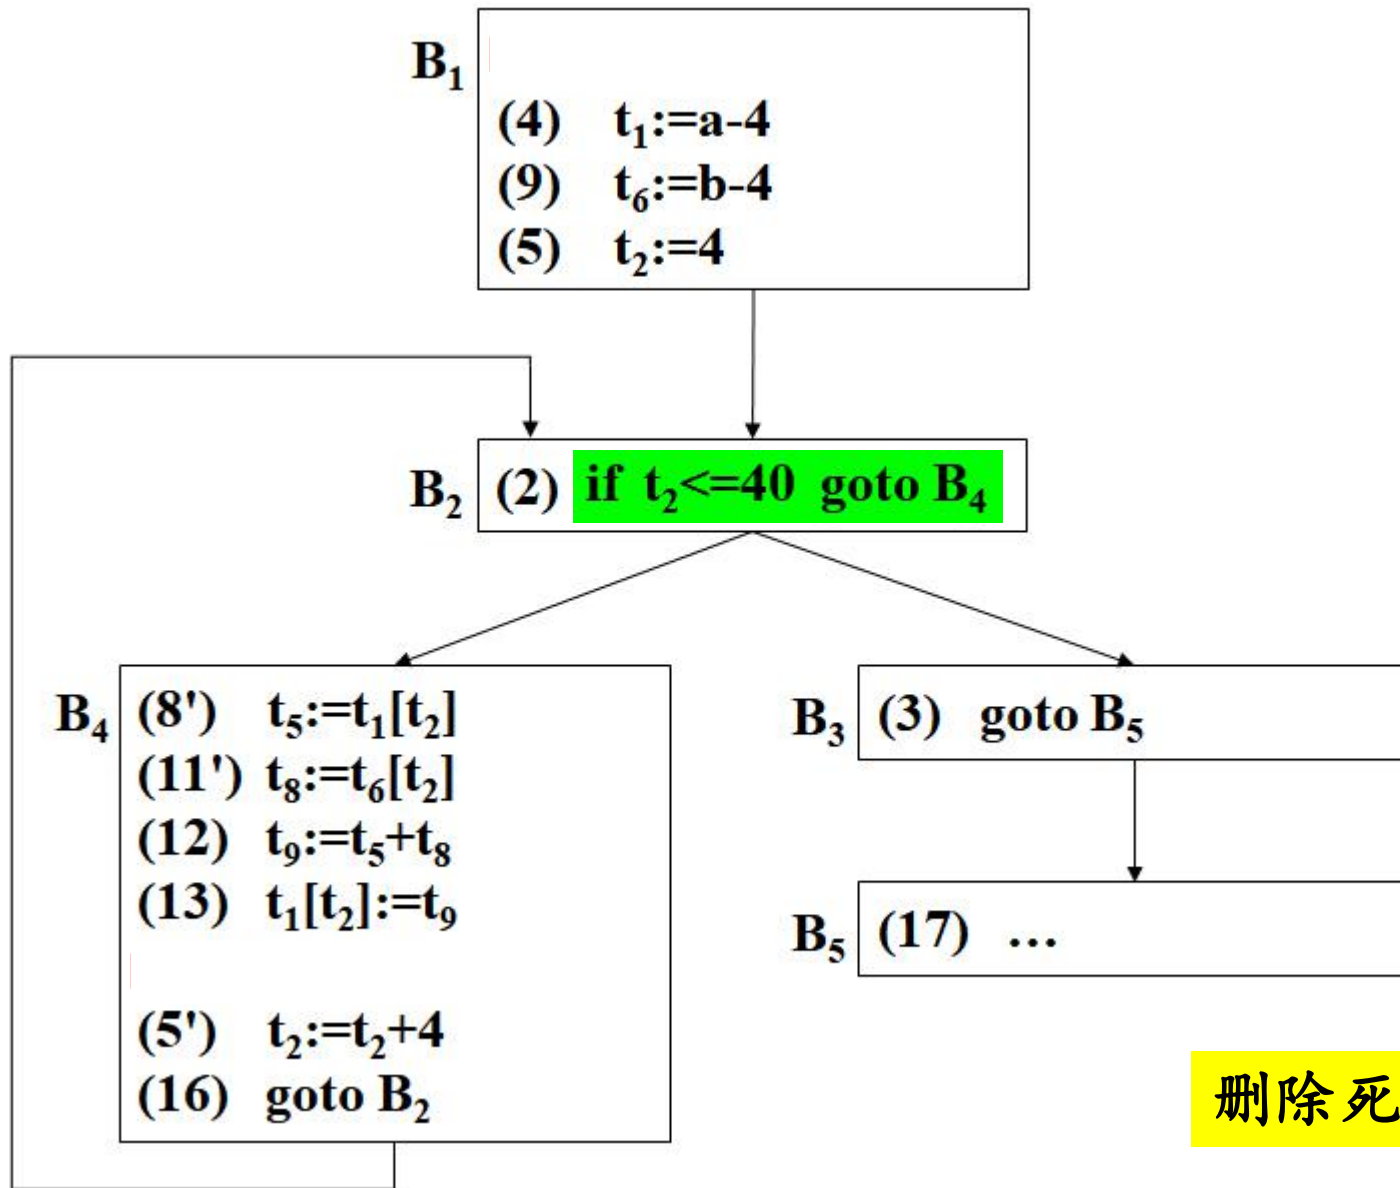 B₁
(4) t₁:=a-4
(9) t₆:=b-4
(5) t₂:=4
B₂ (2) if t₂<=40 goto B₄
B₄ (8') t₅:=t₁[t₂]
(11') t₈:=t₆[t₂]
(12) t₉:=t₅+t₈
(13) t₁[t₂]:=t₉
(5') t₂:=t₂+4
(16) goto B₂
B₃ (3) goto B₅
B₅ (17) …
删除死